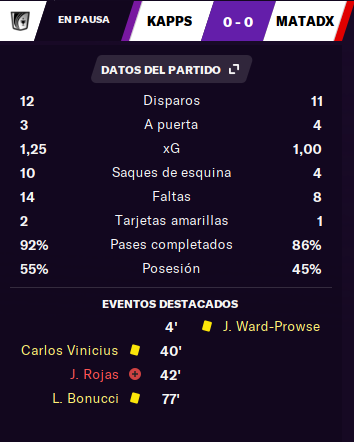 EN PAUSA KAPPS 0 - 0 MATADX
DATOS DEL PARTIDO
12 Disparos 11
3 A puerta 4
1,25 xG 1,00
10 Saques de esquina 4
14 Faltas 8
2 Tarjetas amarillas 1
92% Pases completados 86%
55% Posesión 45%
EVENTOS DESTACADOS
4' J. Ward-Prowse
Carlos Vinicius 40'
J. Rojas 42'
L. Bonucci 77'